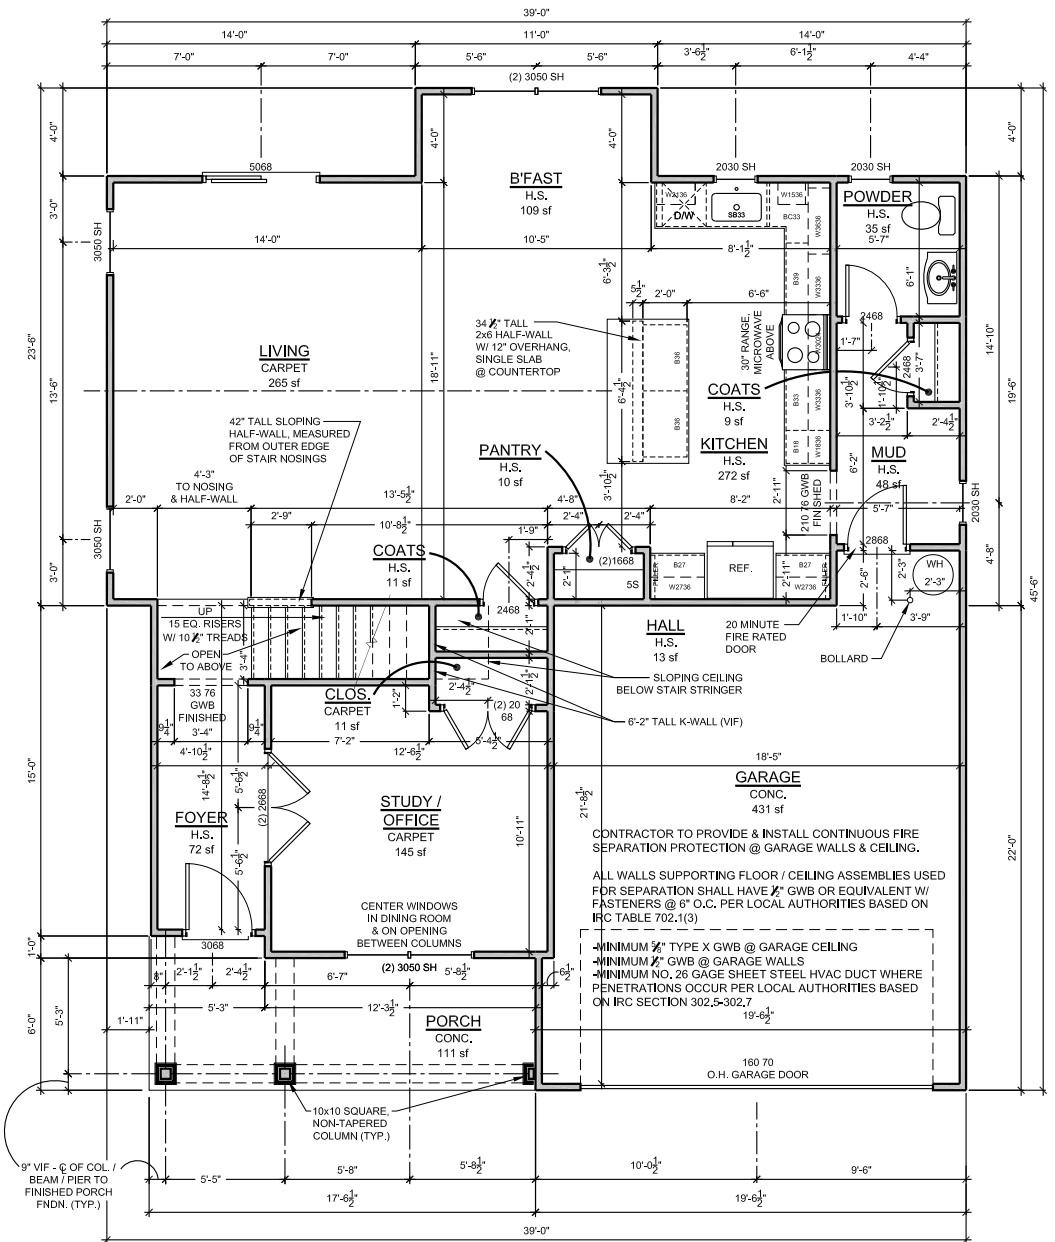 39'-0"
14'-0" 11'-0" 14'-0"
7'-0" 7'-0" 5'-6" 5'-6" 3'-6½" 6'-1½" 4'-4"
(2) 3050 SH
4'-0" 4'-0" 4'-0" 4'-0"
5068
2030 SH 2030 SH
B'FAST
H.S.
109 sf
W2136 D/W SB33 W1536 BC33 W3636
POWDER
H.S.
35 sf
5'-7"
3'-0"
3050 SH
14'-0" 10'-5" 8'-1½"
6'-3½"
5½" 2'-0" 6'-6"
B39 W3336
6'-1"
2468
23'-6"
13'-6"
14'-10"
19'-6"
45'-6"
34 ½" TALL
2x6 HALF-WALL
W/ 12" OVERHANG,
SINGLE SLAB
@ COUNTERTOP
30" RANGE,
MICROWAVE
ABOVE
W3024
1'-7"
2468
3'-7"
LIVING
CARPET
265 sf
18'-11"
6'-4½"
B36
B36
COATS
H.S.
9 sf
B33 W3336
B18 W1836
3'-10½"
1'-10½"
3'-2½" 2'-4½"
42" TALL SLOPING
HALF-WALL, MEASURED
FROM OUTER EDGE
OF STAIR NOSINGS
KITCHEN
H.S.
272 sf
MUD
H.S.
48 sf
6'-2"
5'-7"
PANTRY
H.S.
10 sf
4'-3"
TO NOSING
& HALF-WALL
2'-0" 13'-5½"
3'-10½"
4'-8" 8'-2"
2'-11"
210 76 GWB
FINISHED
2030 SH
2'-9" 10'-8½" 1'-9" 2'-4" 2'-4"
3050 SH
3'-0"
COATS
H.S.
11 sf
2'-4½"
2'-1"
(2)1668
5S
FILLER B27 W2736 REF. B27 W2736 FILLER
2'-11"
2868
2'-6" 2'-3"
WH
2'-3"
4'-8"
2468
UP
15 EQ. RISERS
W/ 10 ½" TREADS
OPEN
TO ABOVE
3'-4"
2'-1"
HALL
H.S.
13 sf
20 MINUTE
FIRE RATED
DOOR
1'-10" 3'-9"
BOLLARD
SLOPING CEILING
BELOW STAIR STRINGER
33 76
GWB
FINISHED
CLOS.
CARPET
11 sf
1'-2"
2'-4½"
2'-1½"
(2) 20
68
6'-2" TALL K-WALL (VIF)
9¼" 3'-4" 9¼"
7'-2" 12'-6½" 5'-4½"
4'-10½"
18'-5"
15'-0"
14'-8½"
5'-6½"
(2) 2668
GARAGE
CONC.
431 sf
21'-8½"
STUDY /
OFFICE
CARPET
145 sf
10'-11"
FOYER
H.S.
72 sf
5'-6½"
22'-0"
CONTRACTOR TO PROVIDE & INSTALL CONTINUOUS FIRE
SEPARATION PROTECTION @ GARAGE WALLS & CEILING.
ALL WALLS SUPPORTING FLOOR / CEILING ASSEMBLIES USED
FOR SEPARATION SHALL HAVE ½" GWB OR EQUIVALENT W/
FASTENERS @ 6" O.C. PER LOCAL AUTHORITIES BASED ON
IRC TABLE 702.1(3)
CENTER WINDOWS
IN DINING ROOM
& ON OPENING
BETWEEN COLUMNS
-MINIMUM ⅝" TYPE X GWB @ GARAGE CEILING
-MINIMUM ½" GWB @ GARAGE WALLS
-MINIMUM NO. 26 GAGE SHEET STEEL HVAC DUCT WHERE
PENETRATIONS OCCUR PER LOCAL AUTHORITIES BASED
ON IRC SECTION 302.5-302.7
3068
1'-0"
(2) 3050 SH
8" 2'-1½" 2'-4½" 6'-7" 5'-8½" 6½"
5'-3" 12'-3½"
6'-0"
5'-3"
1'-11"
PORCH
CONC.
111 sf
19'-6½"
160 70
O.H. GARAGE DOOR
10x10 SQUARE,
NON-TAPERED
COLUMN (TYP.)
9" VIF - ℄ OF COL. /
BEAM / PIER TO
FINISHED PORCH
FNDN. (TYP.)
5'-5" 5'-8" 5'-8½" 10'-0½" 9'-6"
17'-6½" 19'-6½"
39'-0"